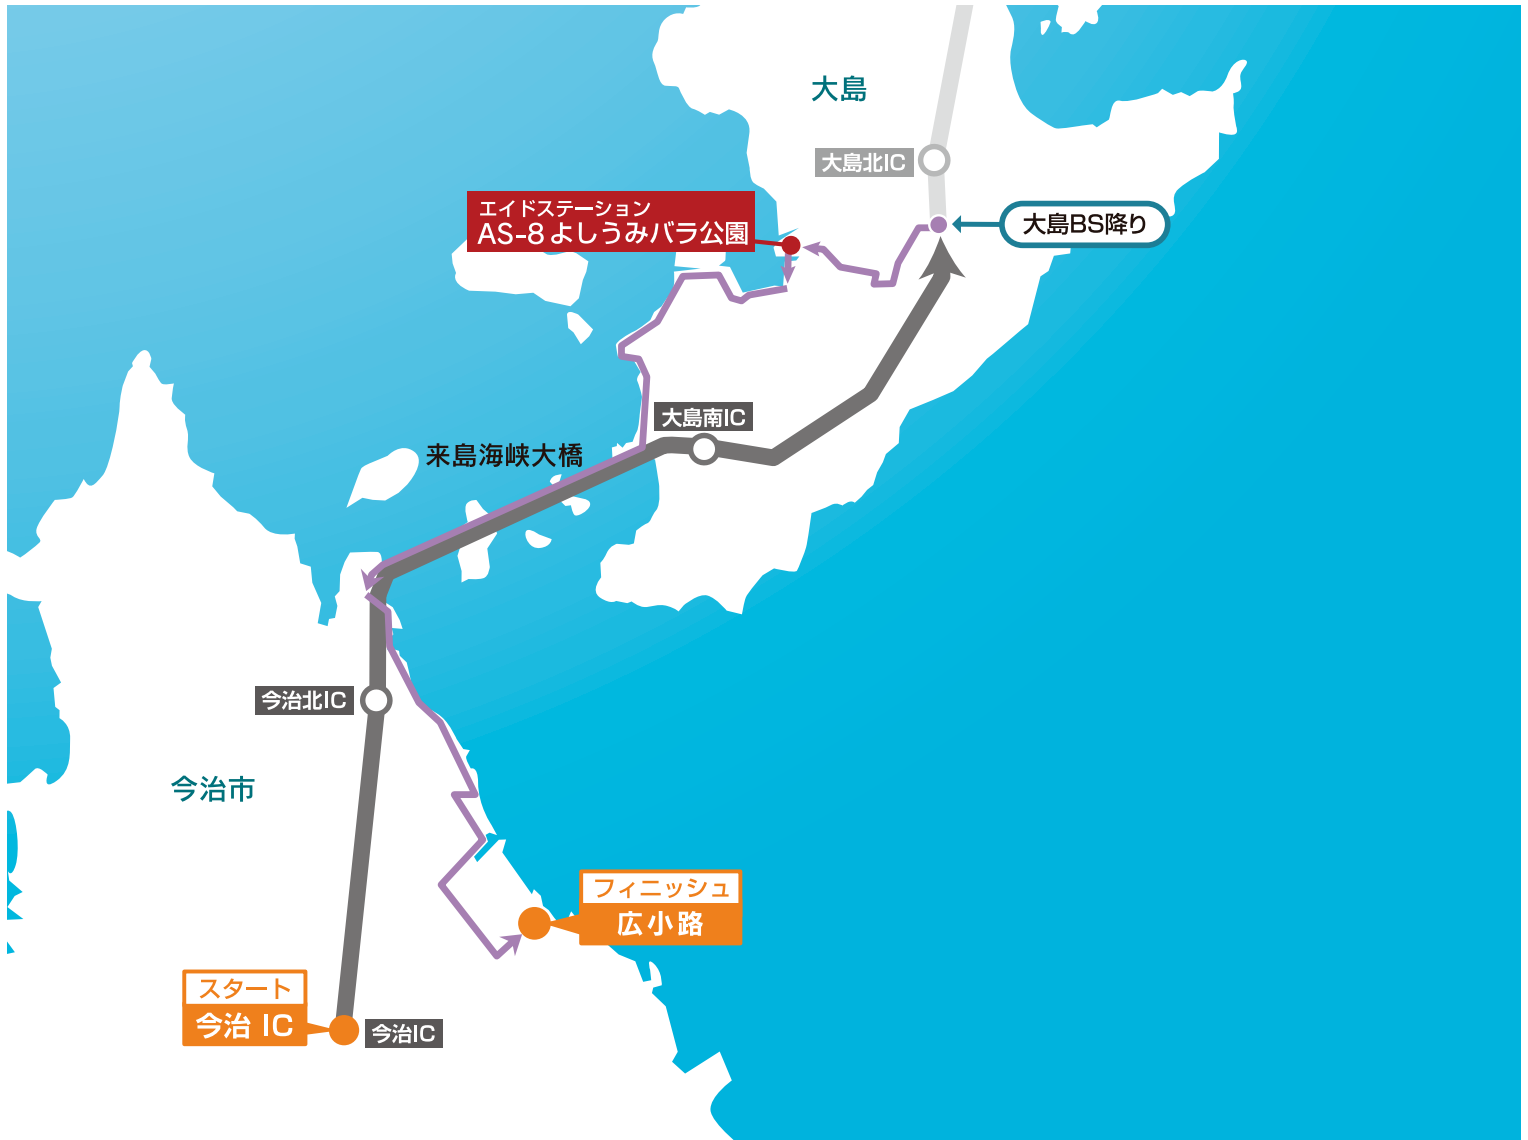 大島
大島北IC
エイドステーション
AS-8 よしうみバラ公園
大島BS降り
大島南IC
来島海峡大橋
今治北IC
今治市
フィニッシュ
広小路
スタート
今治 IC
今治IC